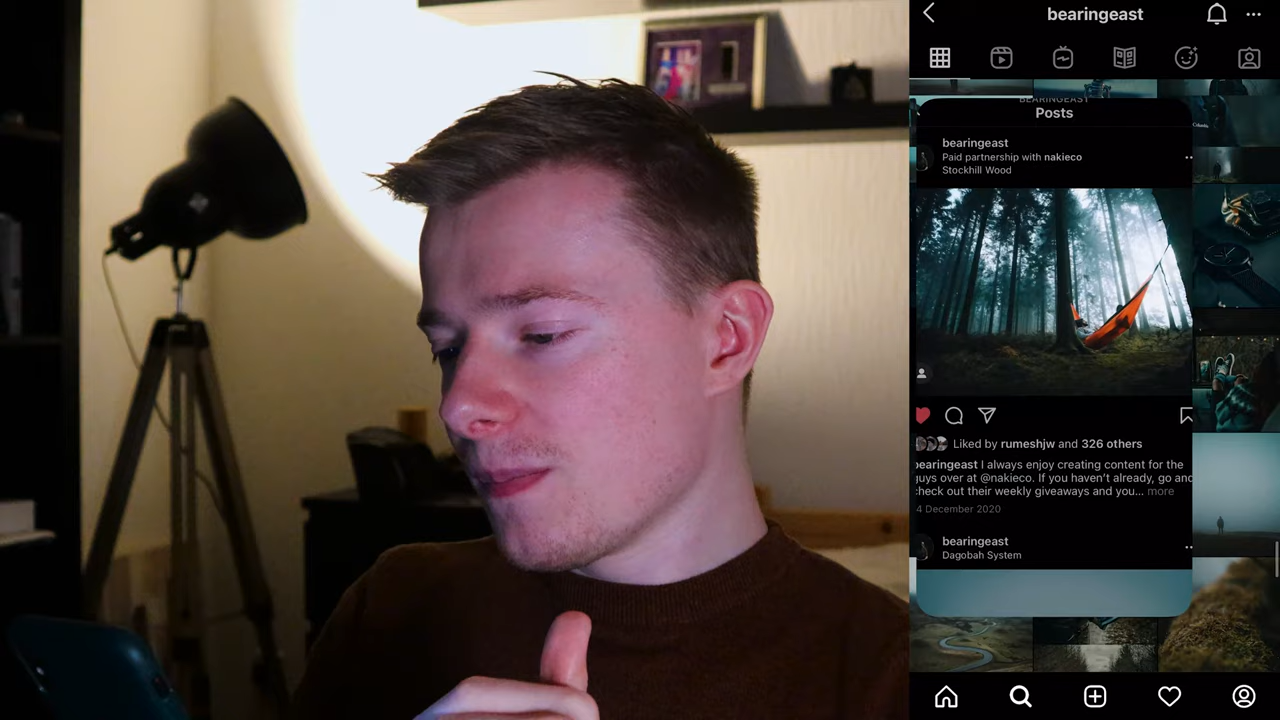 bearingeast
BEARINGEAST
Posts
bearingeast
Paid partnership with nakieco
Stockhill Wood
Columbia
Liked by rumeshjw and 326 others
bearingeast I always enjoy creating content for the
guys over at @nakieco. If you haven't already, go and
check out their weekly giveaways and you... more
4 December 2020
bearingeast
Dagobah System